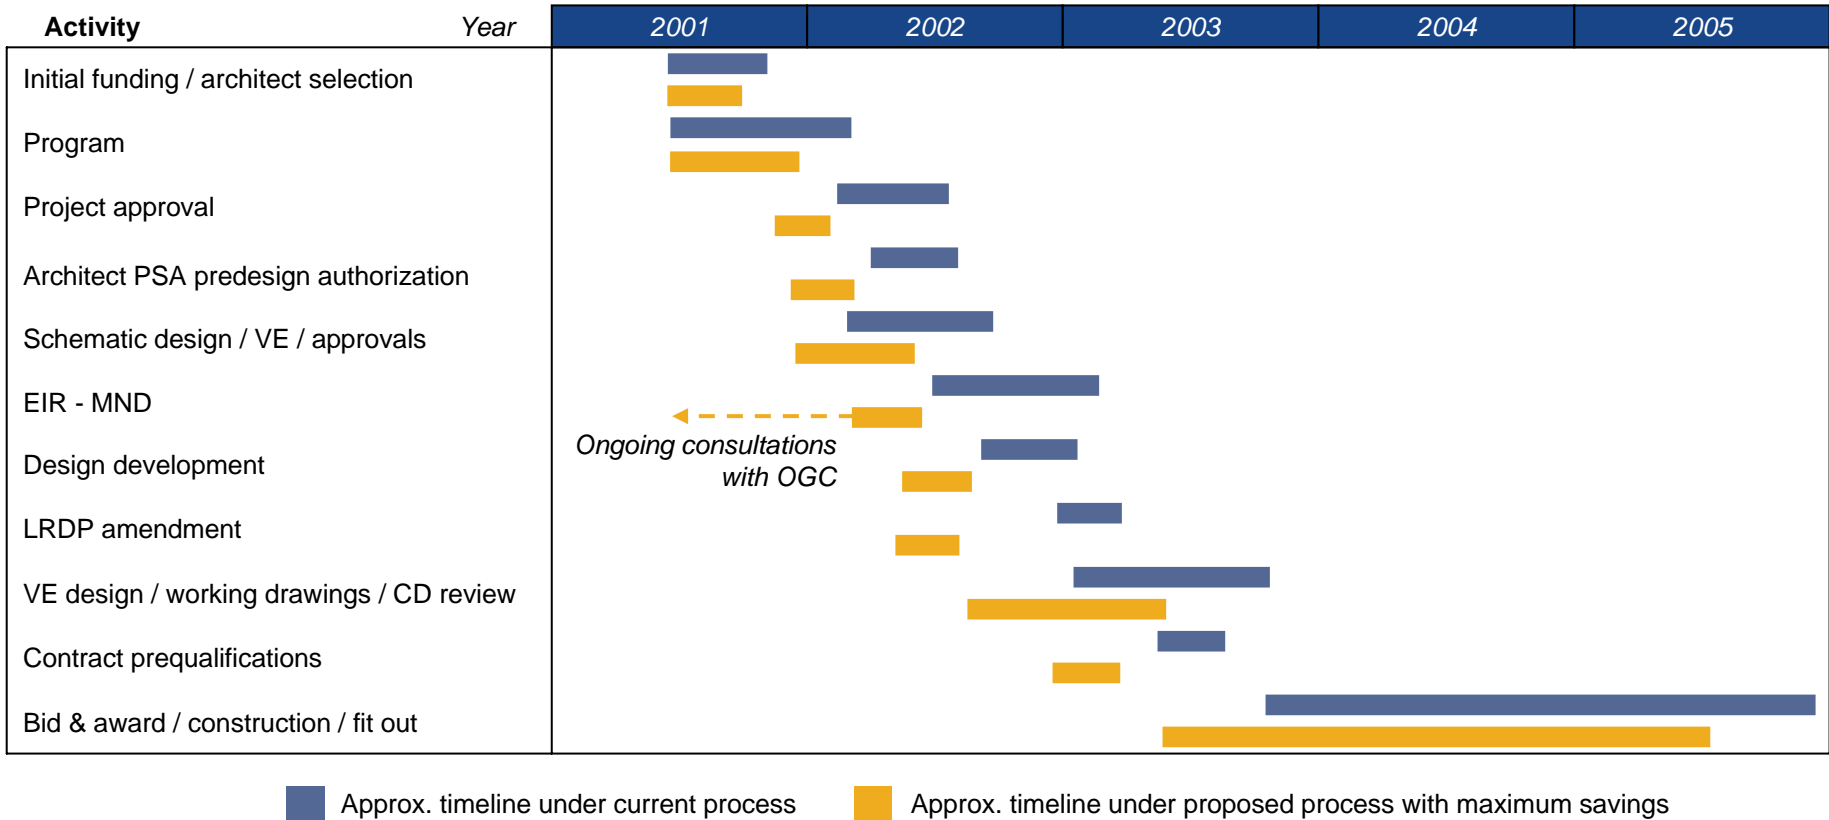 Activity Year 2001 2002 2003 2004 2005
Initial funding / architect selection
Program
Project approval
Architect PSA predesign authorization
Schematic design / VE / approvals
EIR - MND
Ongoing consultations
with OGC
Design development
LRDP amendment
VE design / working drawings / CD review
Contract prequalifications
Bid & award / construction / fit out
Approx. timeline under current process Approx. timeline under proposed process with maximum savings